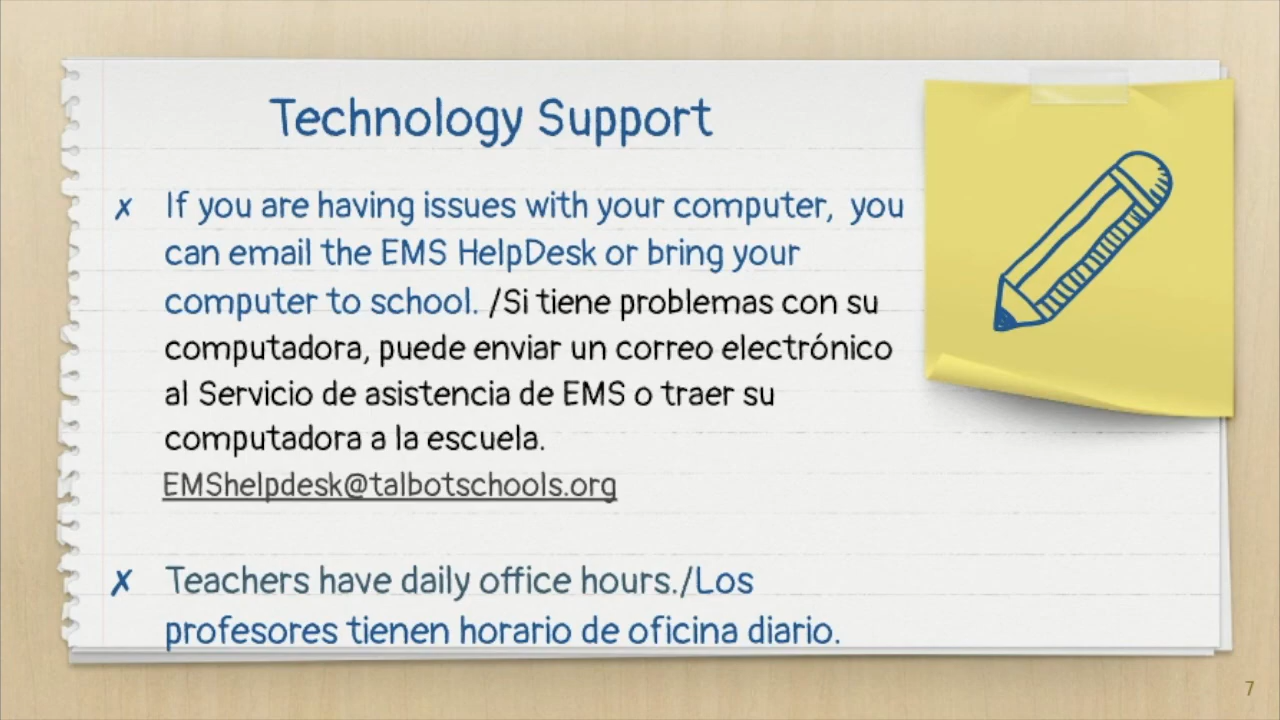 Technology Support
✗ If you are having issues with your computer, you
can email the EMS HelpDesk or bring your
computer to school. /Si tiene problemas con su
computadora, puede enviar un correo electrónico
al Servicio de asistencia de EMS o traer su
computadora a la escuela.
EMShelpdesk@talbotschools.org
✗ Teachers have daily office hours./Los
profesores tienen horario de oficina diario.
7